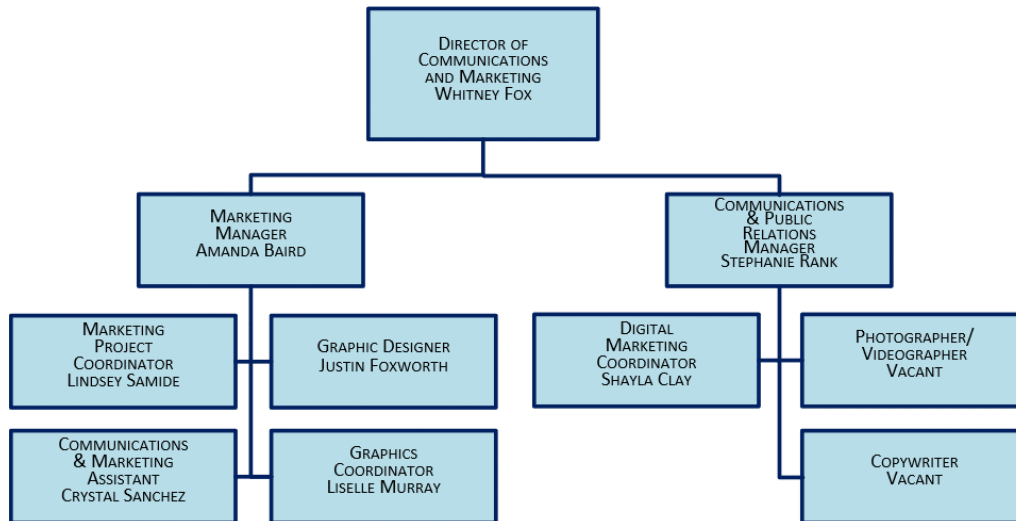 Director of
Communications
and Marketing
Whitney Fox
Marketing
Manager
Amanda Baird
Communications
& Public
Relations
Manager
Stephanie Rank
Marketing
Project
Coordinator
Lindsey Samide
Graphic Designer
Justin Foxworth
Digital
Marketing
Coordinator
Shayla Clay
Photographer/
Videographer
Vacant
Communications
& Marketing
Assistant
Crystal Sanchez
Graphics
Coordinator
Liselle Murray
Copywriter
Vacant